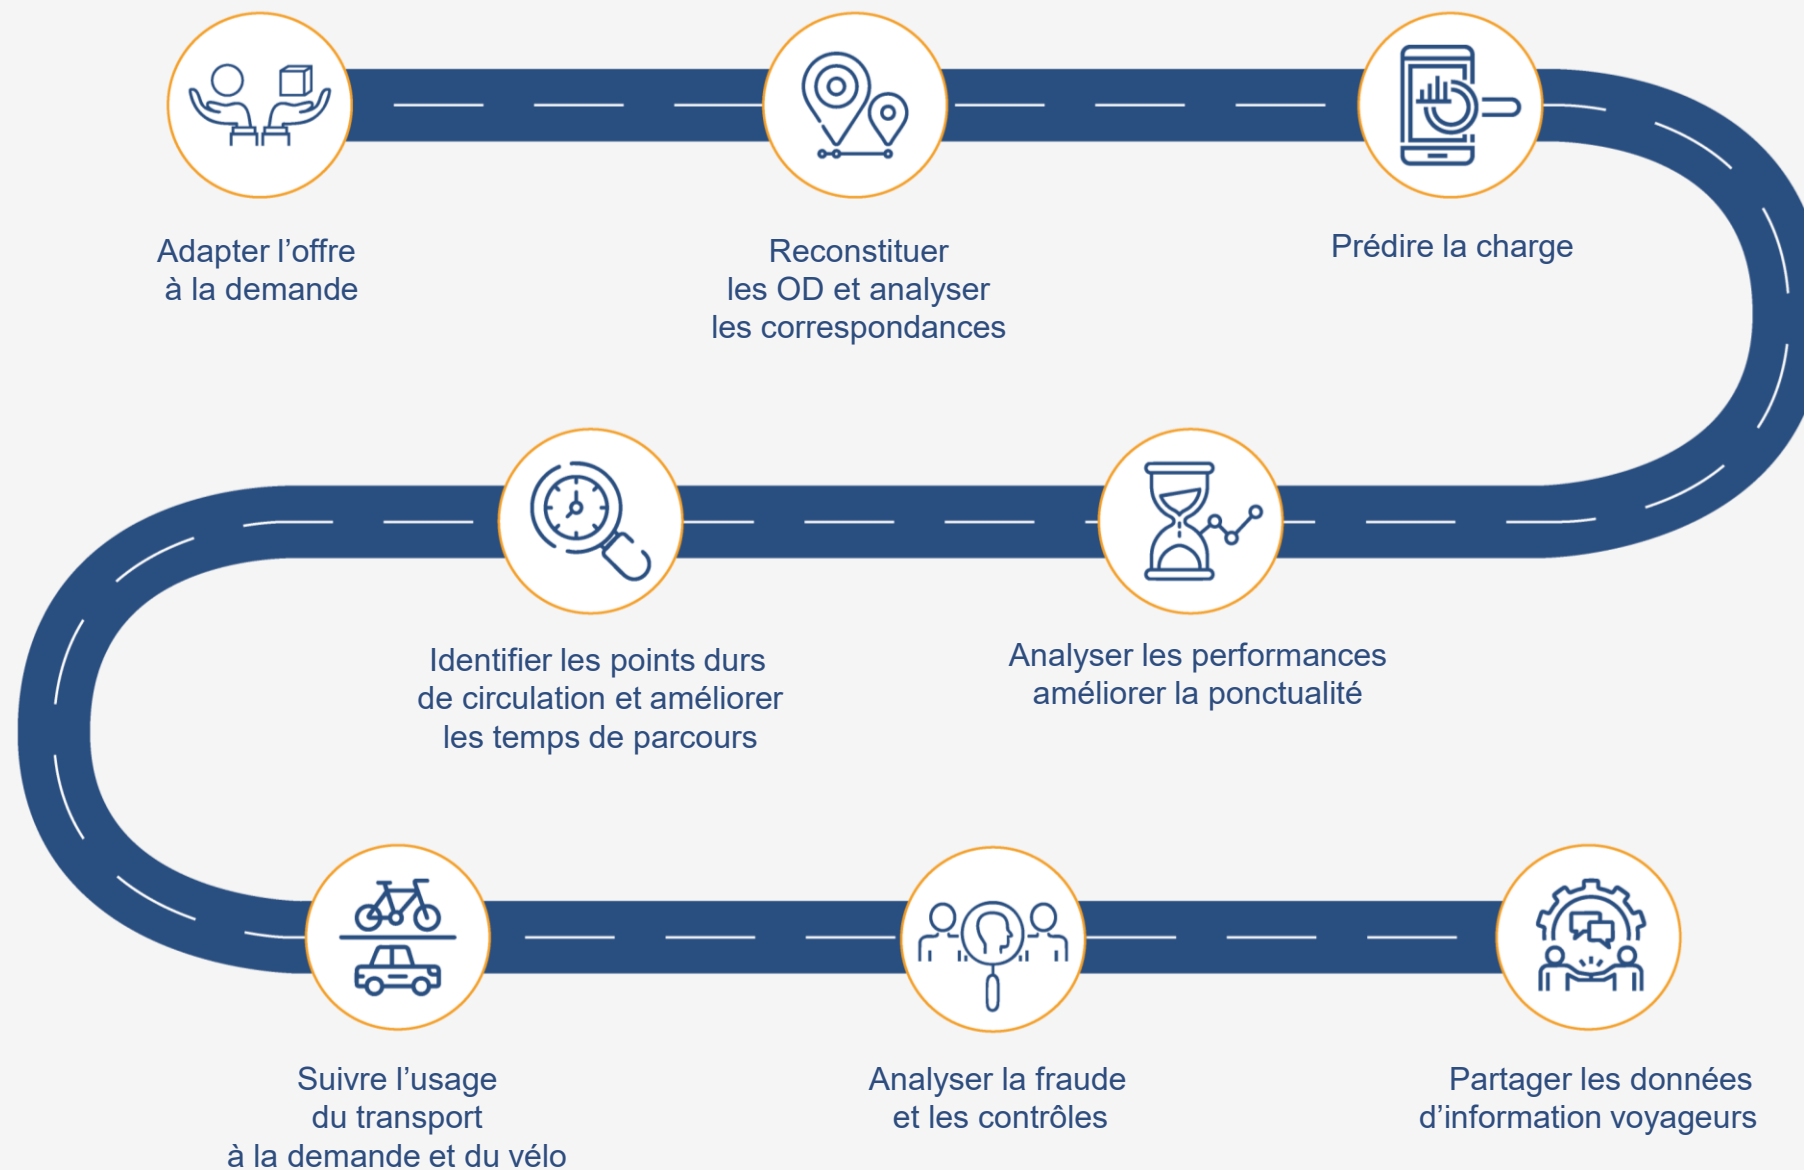 Adapter l’offre
à la demande
Reconstituer
les OD et analyser
les correspondances
Prédire la charge
Identifier les points durs
de circulation et améliorer
les temps de parcours
Analyser les performances
améliorer la ponctualité
Suivre l’usage
du transport
à la demande et du vélo
Analyser la fraude
et les contrôles
Partager les données
d’information voyageurs